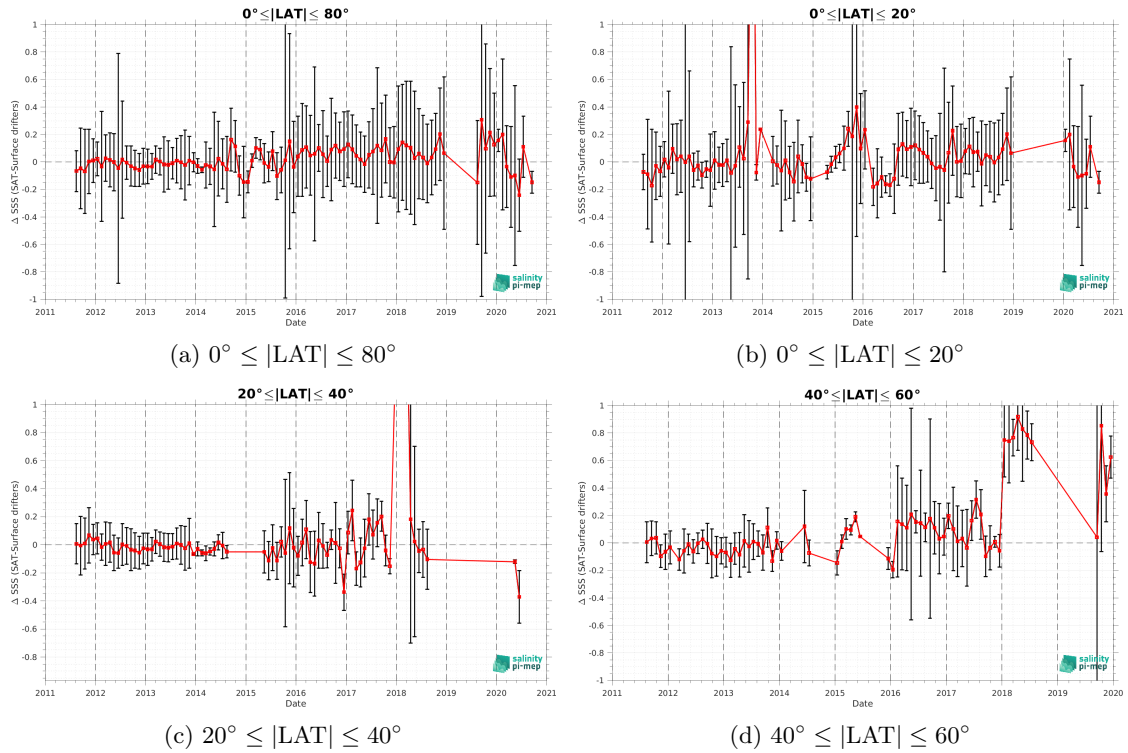 0°≤|LAT|≤ 80°
Δ SSS (SAT-Surface drifters)
1
0.8
0.6
0.4
0.2
0
-0.2
-0.4
-0.6
-0.8
-1
salinity
pi-mep
2011 2012 2013 2014 2015 2016 2017 2018 2019 2020 2021
Date
(a) 0° ≤ |LAT| ≤ 80°
0°≤|LAT|≤ 20°
Δ SSS (SAT-Surface drifters)
1
0.8
0.6
0.4
0.2
0
-0.2
-0.4
-0.6
-0.8
-1
salinity
pi-mep
2011 2012 2013 2014 2015 2016 2017 2018 2019 2020 2021
Date
(b) 0° ≤ |LAT| ≤ 20°
20°≤|LAT|≤ 40°
Δ SSS (SAT-Surface drifters)
1
0.8
0.6
0.4
0.2
0
-0.2
-0.4
-0.6
-0.8
-1
salinity
pi-mep
2011 2012 2013 2014 2015 2016 2017 2018 2019 2020 2021
Date
(c) 20° ≤ |LAT| ≤ 40°
40°≤|LAT|≤ 60°
Δ SSS (SAT-Surface drifters)
1
0.8
0.6
0.4
0.2
0
-0.2
-0.4
-0.6
-0.8
-1
salinity
pi-mep
2011 2012 2013 2014 2015 2016 2017 2018 2019 2020
Date
(d) 40° ≤ |LAT| ≤ 60°